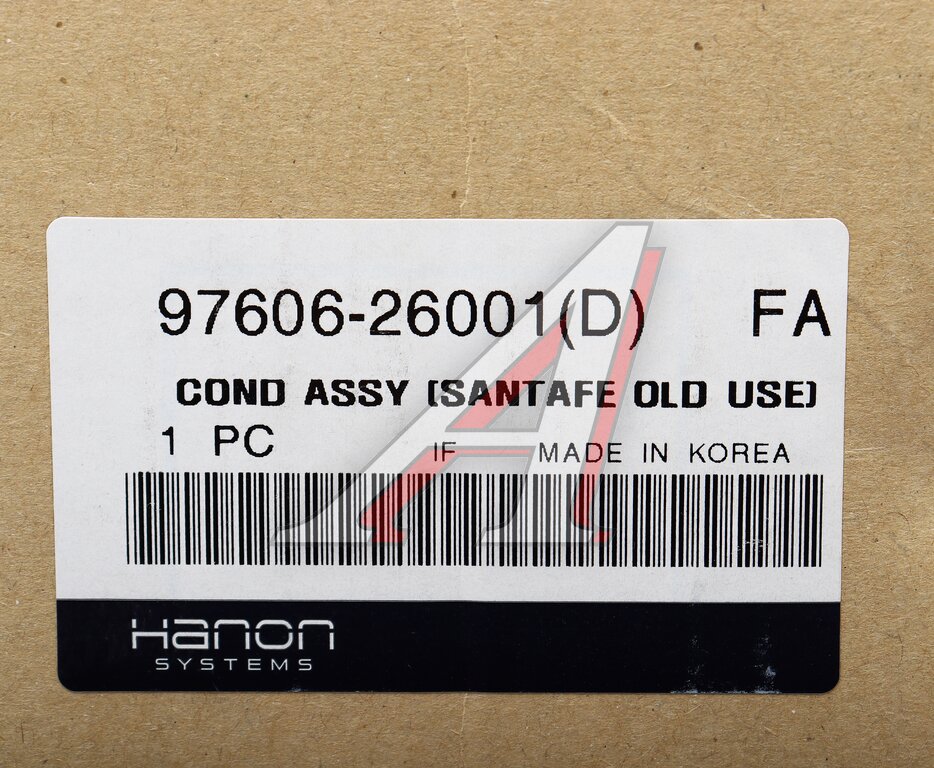 97606-26001(D) FA
COND ASSY (SANTAFE OLD USE)
1 PC IF MADE IN KOREA
Hanon
SYSTEMS